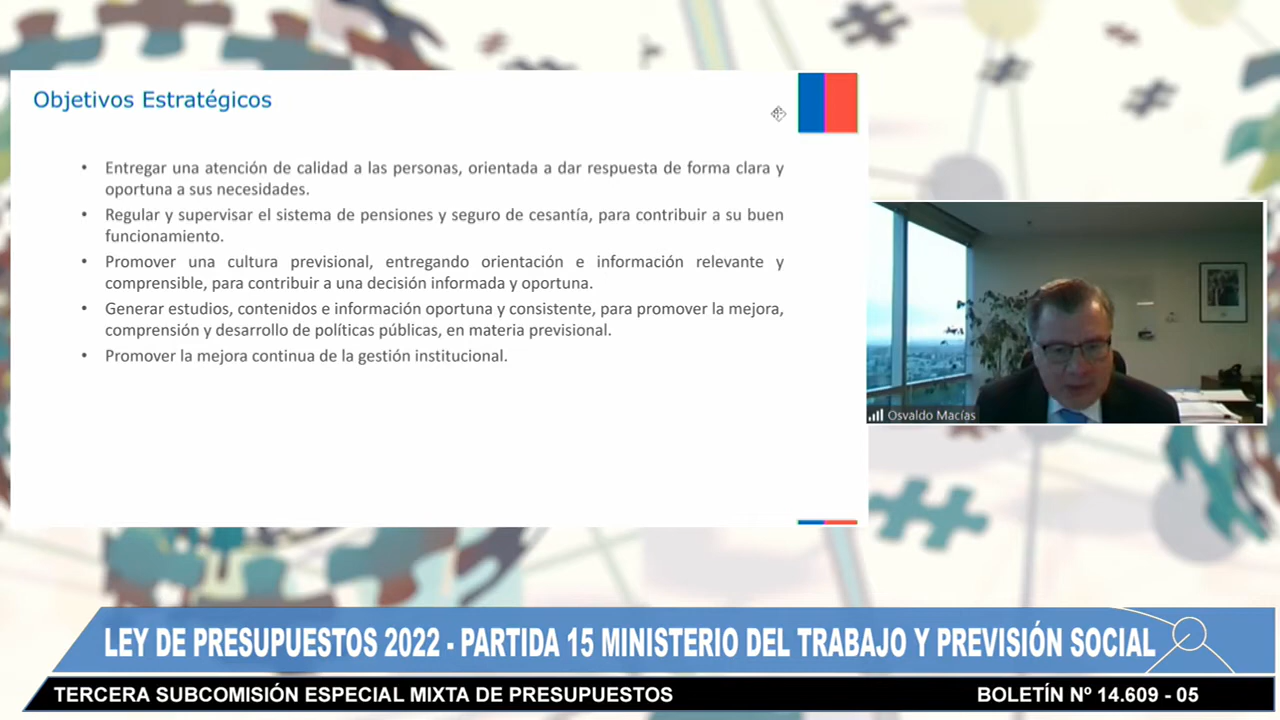 Objetivos Estratégicos
• Entregar una atención de calidad a las personas, orientada a dar respuesta de forma clara y
oportuna a sus necesidades.
• Regular y supervisar el sistema de pensiones y seguro de cesantía, para contribuir a su buen
funcionamiento.
• Promover una cultura previsional, entregando orientación e información relevante y
comprensible, para contribuir a una decisión informada y oportuna.
• Generar estudios, contenidos e información oportuna y consistente, para promover la mejora,
comprensión y desarrollo de políticas públicas, en materia previsional.
• Promover la mejora continua de la gestión institucional.
Osvaldo Macías
LEY DE PRESUPUESTOS 2022 - PARTIDA 15 MINISTERIO DEL TRABAJO Y PREVISIÓN SOCIAL
TERCERA SUBCOMISIÓN ESPECIAL MIXTA DE PRESUPUESTOS
BOLETÍN Nº 14.609 - 05